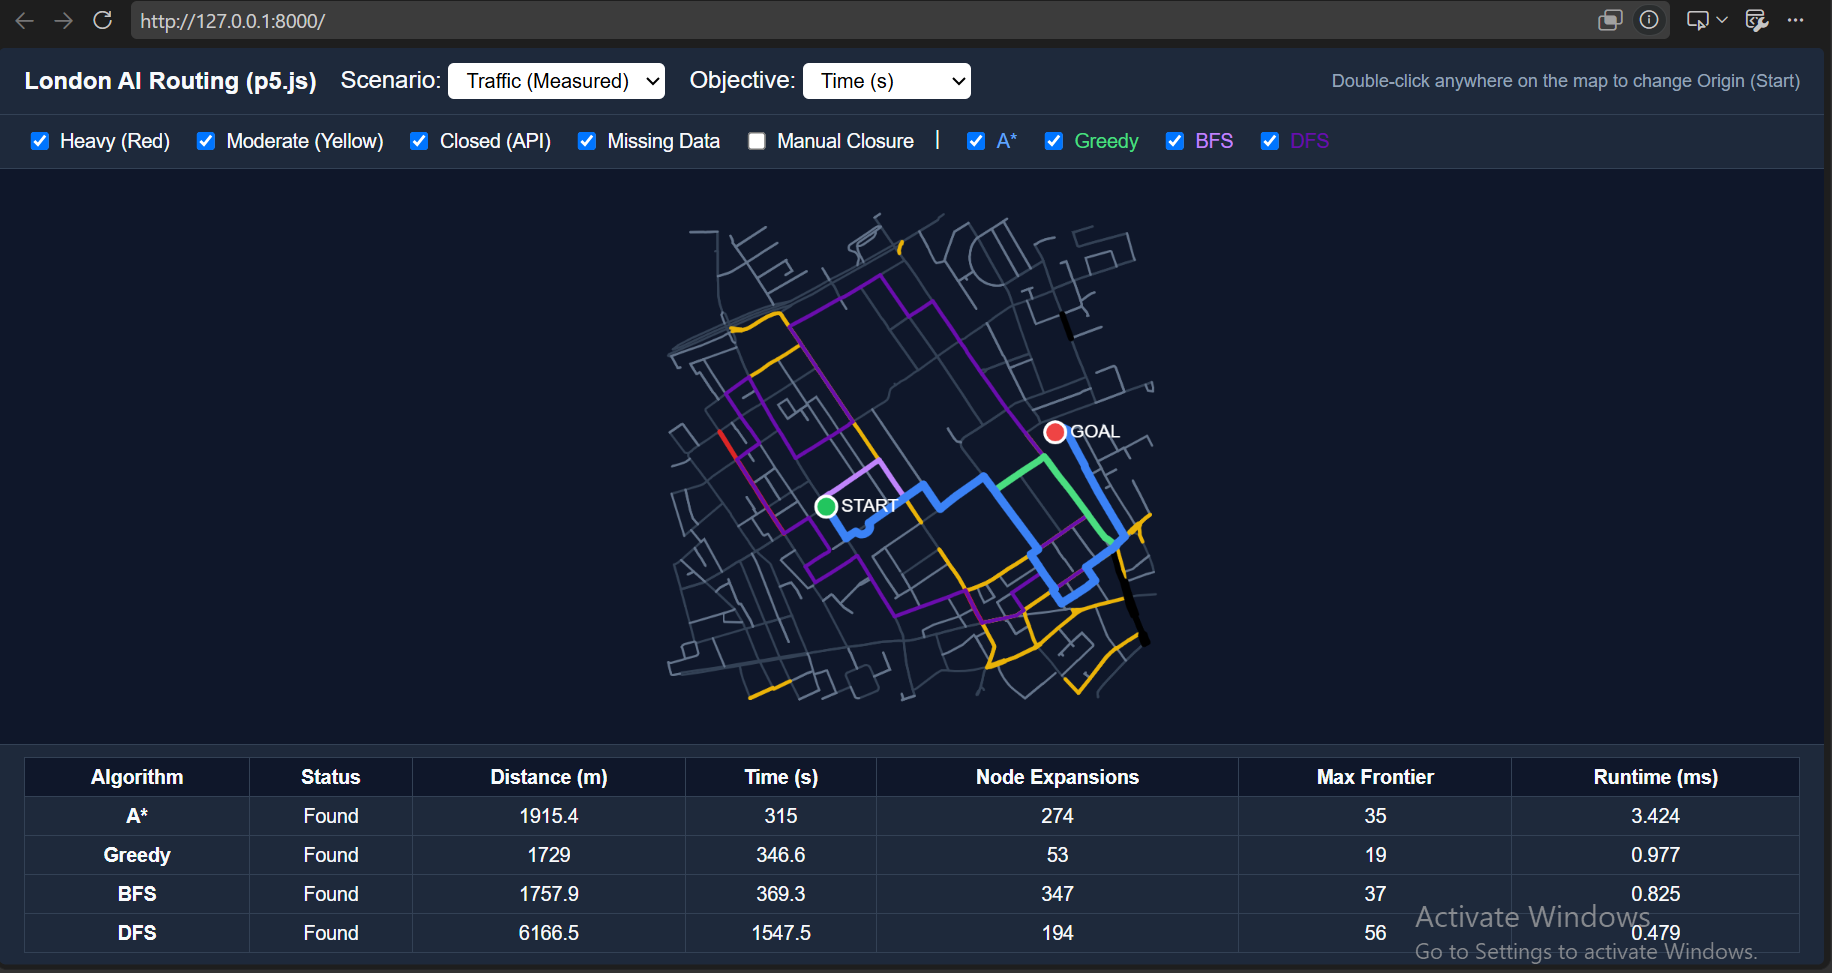 http://127.0.0.1:8000/
London AI Routing (p5.js) Scenario: Traffic (Measured) Objective: Time (s) Double-click anywhere on the map to change Origin (Start)
Heavy (Red) Moderate (Yellow) Closed (API) Missing Data Manual Closure | A* Greedy BFS DFS
GOAL
START
Algorithm Status Distance (m) Time (s) Node Expansions Max Frontier Runtime (ms)
A* Found 1915.4 315 274 35 3.424
Greedy Found 1729 346.6 53 19 0.977
BFS Found 1757.9 369.3 347 37 0.825
DFS Found 6166.5 1547.5 194 56 0.479
Activate Windows
Go to Settings to activate Windows.